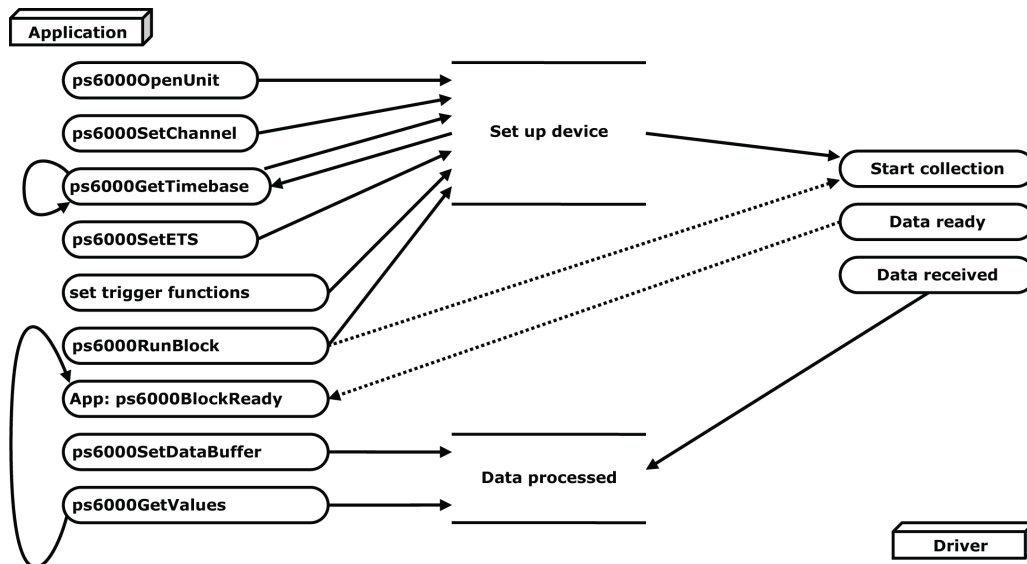 Application
ps6000OpenUnit
ps6000SetChannel
Set up device
ps6000GetTimebase
Start collection
ps6000SetETS
Data ready
set trigger functions
Data received
ps6000RunBlock
App: ps6000BlockReady
ps6000SetDataBuffer
Data processed
ps6000GetValues
Driver